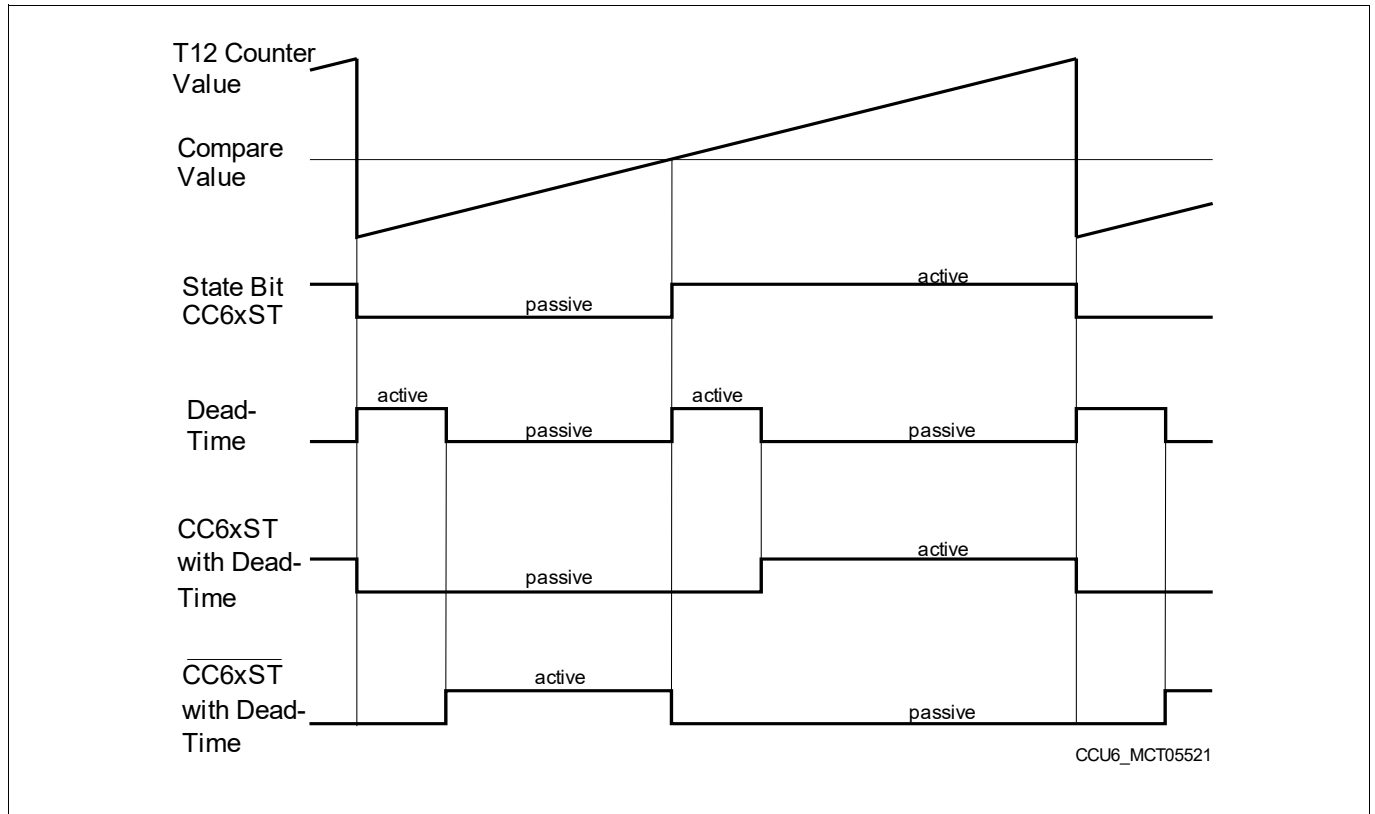 T12 Counter
Value
Compare
Value
State Bit
CC6xST
active
passive
Dead-
Time
active
active
passive
passive
CC6xST
with Dead-
Time
active
passive
CC6xST
with Dead-
Time
active
passive
CCU6_MCT05521